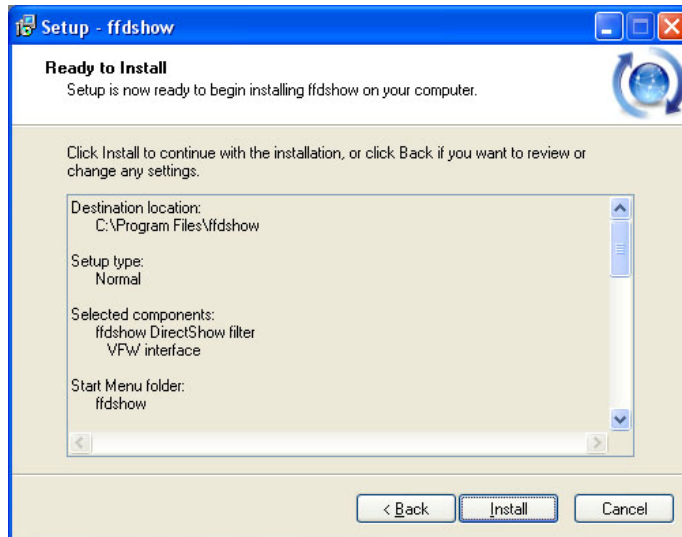 Setup - ffdshow
Ready to Install
Setup is now ready to begin installing ffdshow on your computer.
Click Install to continue with the installation, or click Back if you want to review or
change any settings.
Destination location:
C:\Program Files\ffdshow
Setup type:
Normal
Selected components:
ffdshow DirectShow filter
VFW interface
Start Menu folder:
ffdshow
< Back
Install
Cancel